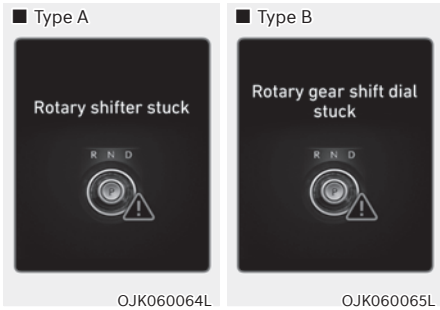 ■ Type A
Rotary shifter stuck
R N D
P
OJK060064L
■ Type B
Rotary gear shift dial
stuck
R N D
P
OJK060065L